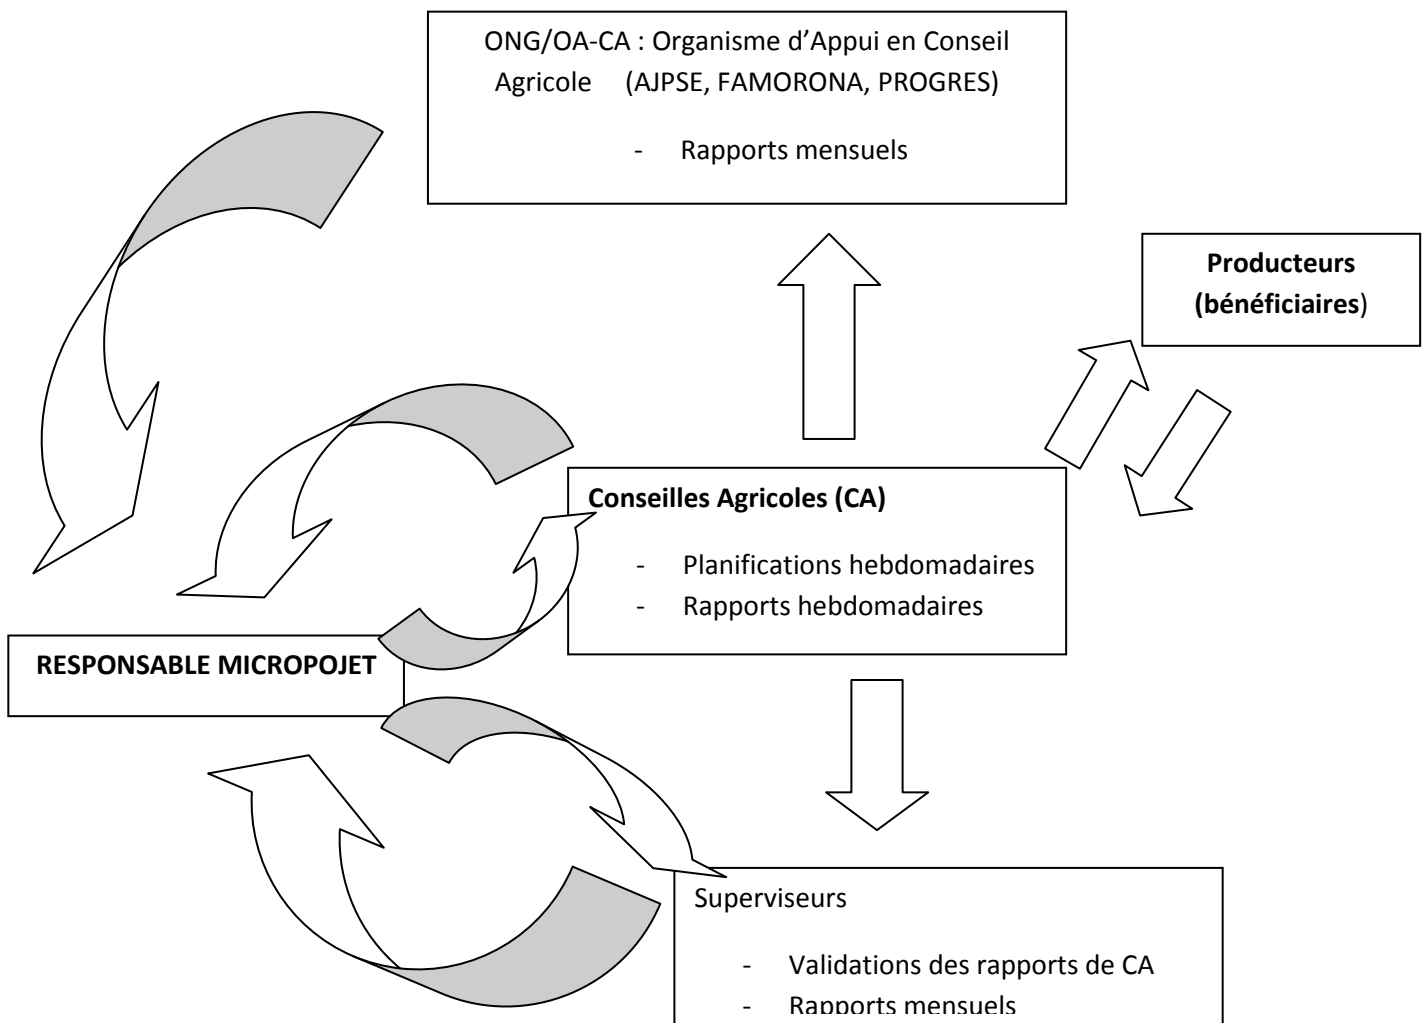 ONG/OA-CA : Organisme d’Appui en Conseil
Agricole (AJPSE, FAMORONA, PROGRES)
- Rapports mensuels
Producteurs
(bénéficiaires)
Conseilles Agricoles (CA)
- Planifications hebdomadaires
- Rapports hebdomadaires
RESPONSABLE MICROPOJET
Superviseurs
- Validations des rapports de CA
- Rapports mensuels